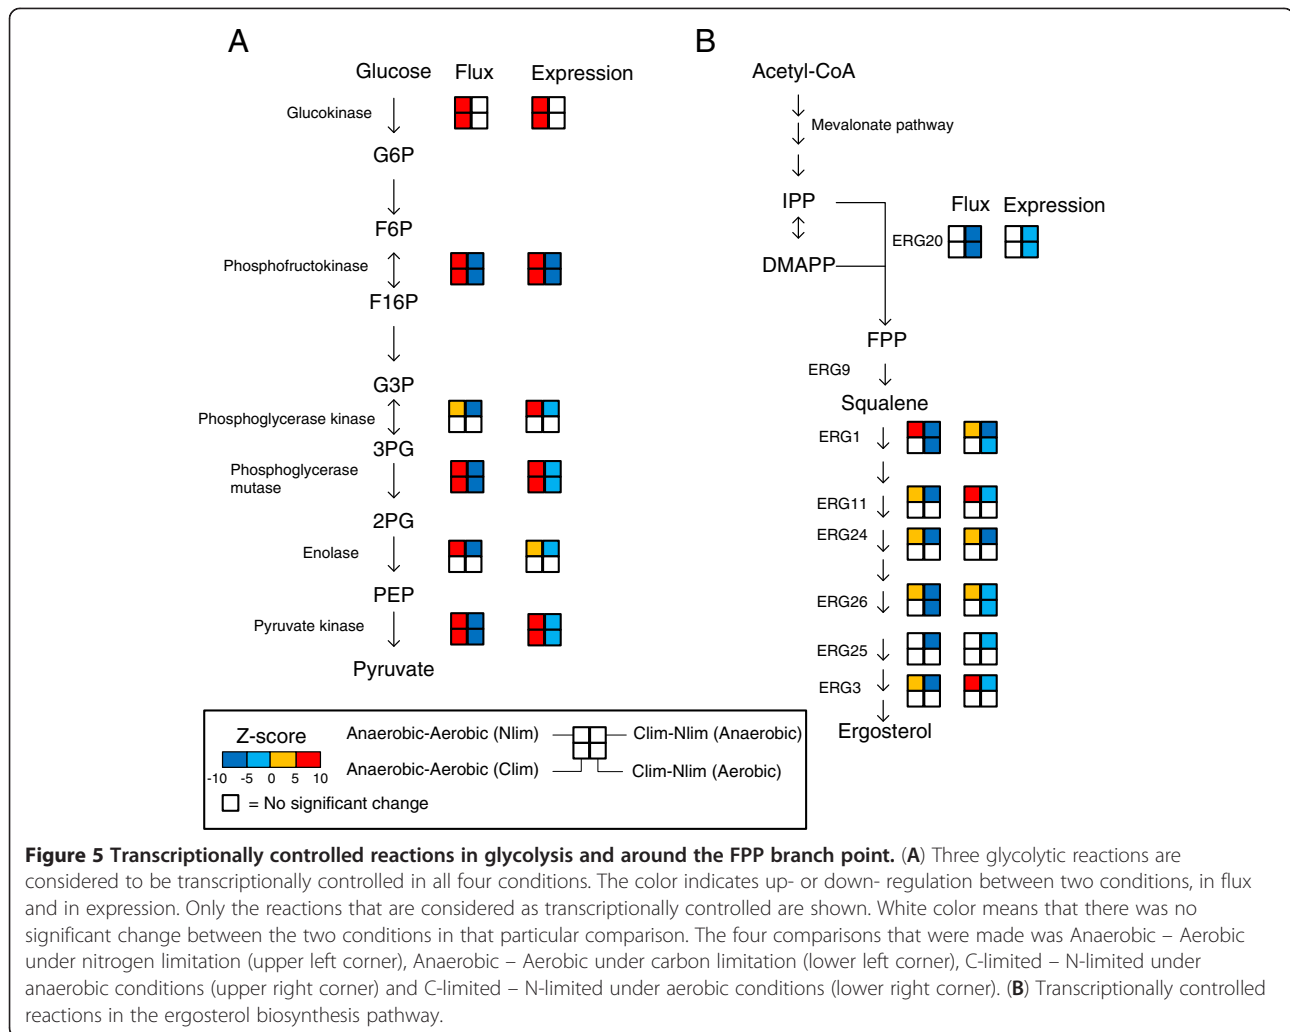 A
Glucose Flux Expression
Glucokinase
G6P
F6P
Phosphofructokinase
F16P
G3P
Phosphoglycerase kinase
3PG
Phosphoglycerase
mutase
2PG
Enolase
PEP
Pyruvate kinase
Pyruvate
B
Acetyl-CoA
Mevalonate pathway
IPP
Flux Expression
ERG20
DMAPP
FPP
ERG9
Squalene
ERG1
ERG11
ERG24
ERG26
ERG25
ERG3
Ergosterol
Z-score
-10 -5 0 5 10
= No significant change
Anaerobic-Aerobic (Nlim)
Clim-Nlim (Anaerobic)
Anaerobic-Aerobic (Clim)
Clim-Nlim (Aerobic)
Figure 5 Transcriptionally controlled reactions in glycolysis and around the FPP branch point. (A) Three glycolytic reactions are
considered to be transcriptionally controlled in all four conditions. The color indicates up- or down- regulation between two conditions, in flux
and in expression. Only the reactions that are considered as transcriptionally controlled are shown. White color means that there was no
significant change between the two conditions in that particular comparison. The four comparisons that were made was Anaerobic – Aerobic
under nitrogen limitation (upper left corner), Anaerobic – Aerobic under carbon limitation (lower left corner), C-limited – N-limited under
anaerobic conditions (upper right corner) and C-limited – N-limited under aerobic conditions (lower right corner). (B) Transcriptionally controlled
reactions in the ergosterol biosynthesis pathway.